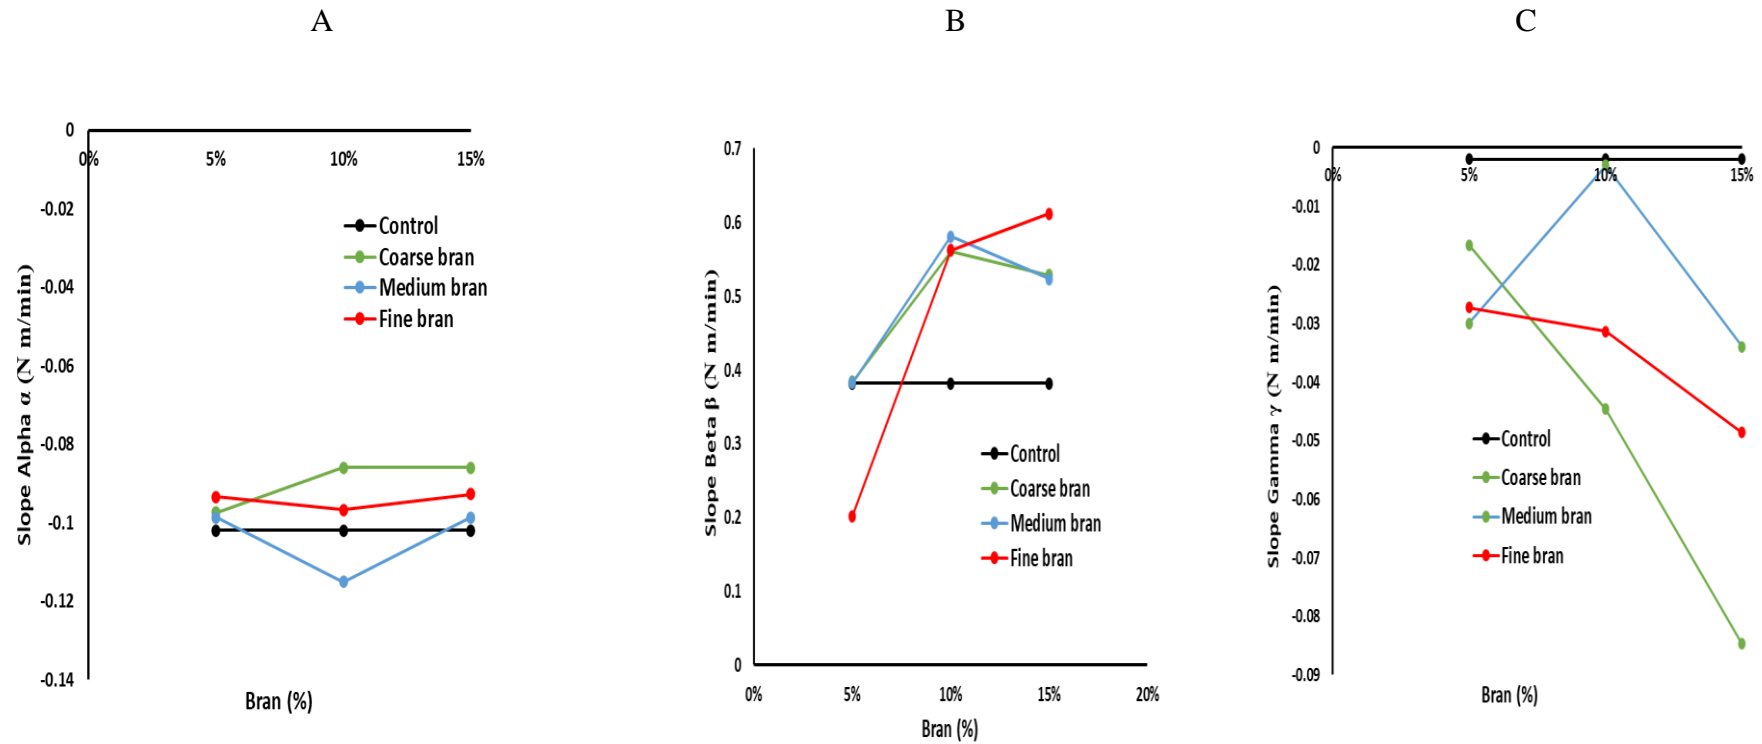 A
B
C
0
0%
5%
10%
15%
-0.02
-0.04
-0.06
-0.08
-0.1
-0.12
-0.14
Control
Coarse bran
Medium bran
Fine bran
Slope Alpha α (N m/min)
Bran (%)
0.7
0.6
0.5
0.4
0.3
0.2
0.1
0
0%
5%
10%
15%
20%
Control
Coarse bran
Medium bran
Fine bran
Slope Beta β (N m/min)
Bran (%)
0
0%
5%
10%
15%
-0.01
-0.02
-0.03
-0.04
-0.05
-0.06
-0.07
-0.08
-0.09
Control
Coarse bran
Medium bran
Fine bran
Slope Gamma γ (N m/min)
Bran (%)